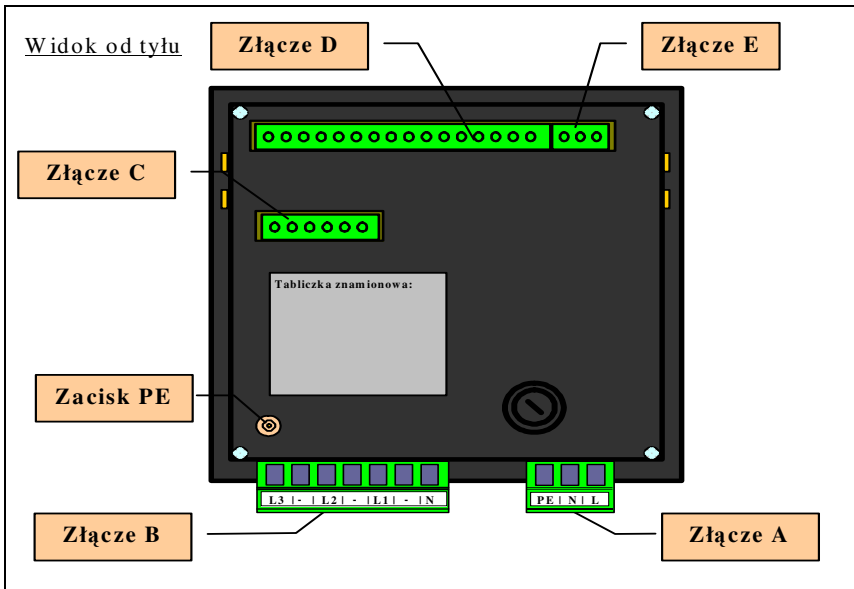 Widok od tyłu
Złącze D
Złącze E
Złącze C
Tabliczka znamionowa:
Zacisk PE
L3 |- | L2| - |L1| - |N
PE| N| L
Złącze B
Złącze A